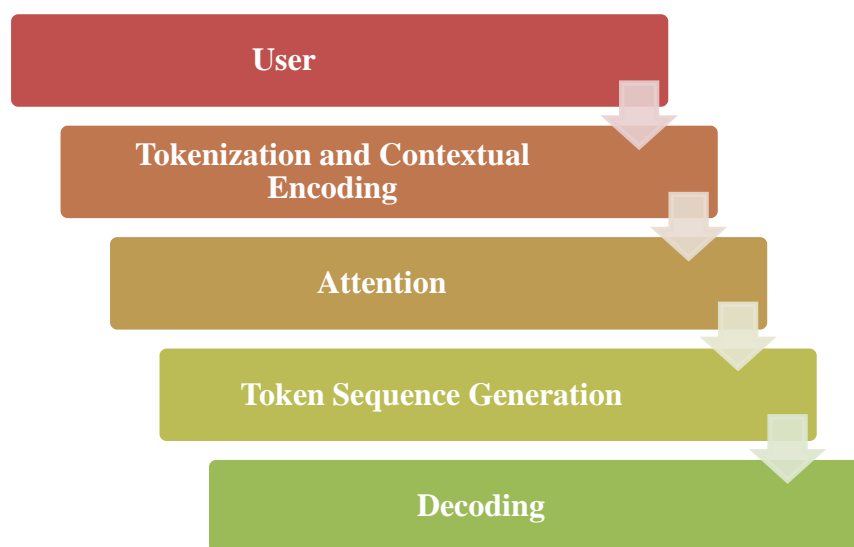 User
Tokenization and Contextual
Encoding
Attention
Token Sequence Generation
Decoding